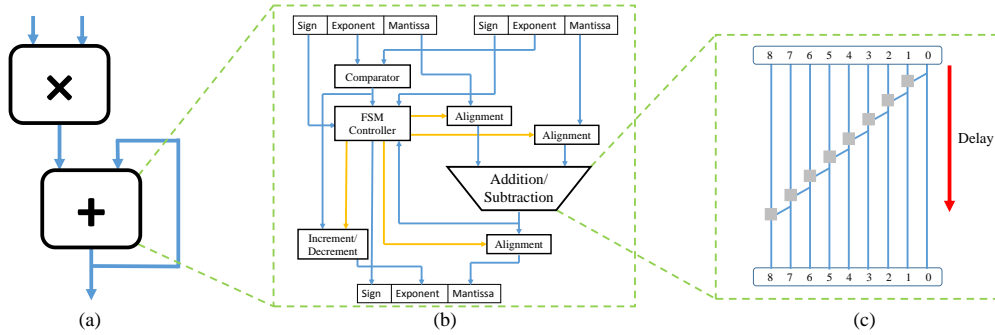 Sign Exponent Mantissa Sign Exponent Mantissa
Comparator
FSM
Controller
Alignment
Alignment
Addition/
Subtraction
Increment/
Decrement
Alignment
Sign Exponent Mantissa
8 7 6 5 4 3 2 1 0
Delay
8 7 6 5 4 3 2 1 0
(a) (b) (c)